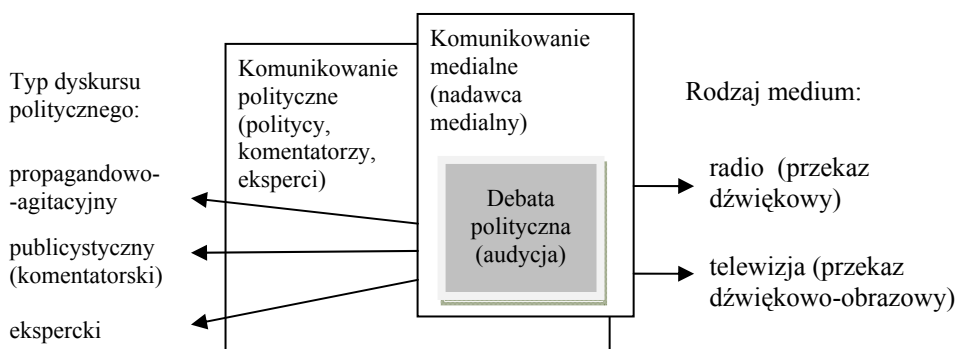 Typ dyskursu
politycznego:
propagandowo-
-agitacyjny
publicystyczny
(komentatorski)
ekspercki
Komunikowanie
polityczne
(politycy,
komentatorzy,
eksperci)
Komunikowanie
medialne
(nadawca
medialny)
Debata
polityczna
(audycja)
Rodzaj medium:
radio (przekaz
dźwiękowy)
telewizja (przekaz
dźwiękowo-obrazowy)